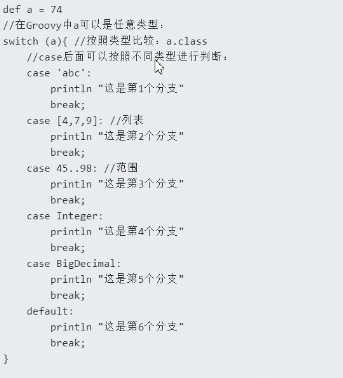 def a = 74
//在Groovy中a可以是任意类型：
switch (a){ //按照类型比较：a.class
    //case后面可以按照不同类型进行判断：
    case 'abc':
        println "这是第1个分支"
        break;
    case [4,7,9]: //列表
        println "这是第2个分支"
        break;
    case 45..98: //范围
        println "这是第3个分支"
        break;
    case Integer:
        println "这是第4个分支"
        break;
    case BigDecimal:
        println "这是第5个分支"
        break;
    default:
        println "这是第6个分支"
        break;
}